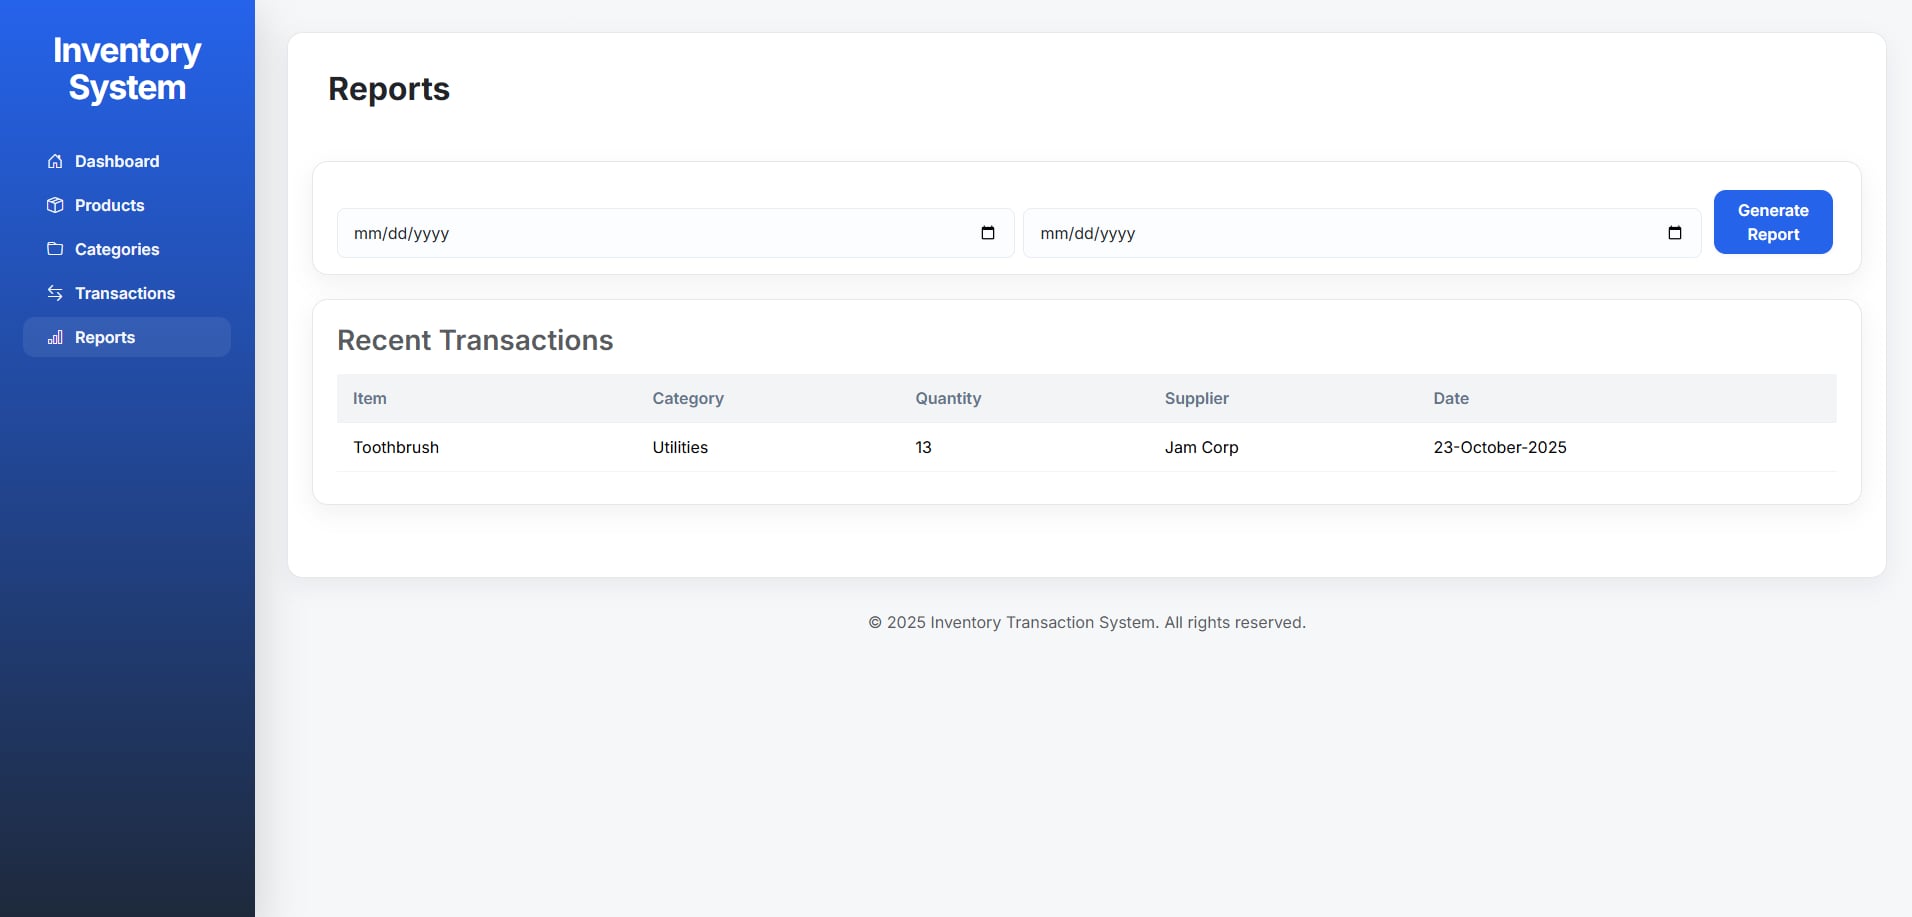 Inventory
System
Dashboard
Products
Categories
Transactions
Reports
Reports
mm/dd/yyyy
mm/dd/yyyy
Generate
Report
Recent Transactions
Item Category Quantity Supplier Date
Toothbrush Utilities 13 Jam Corp 23-October-2025
© 2025 Inventory Transaction System. All rights reserved.